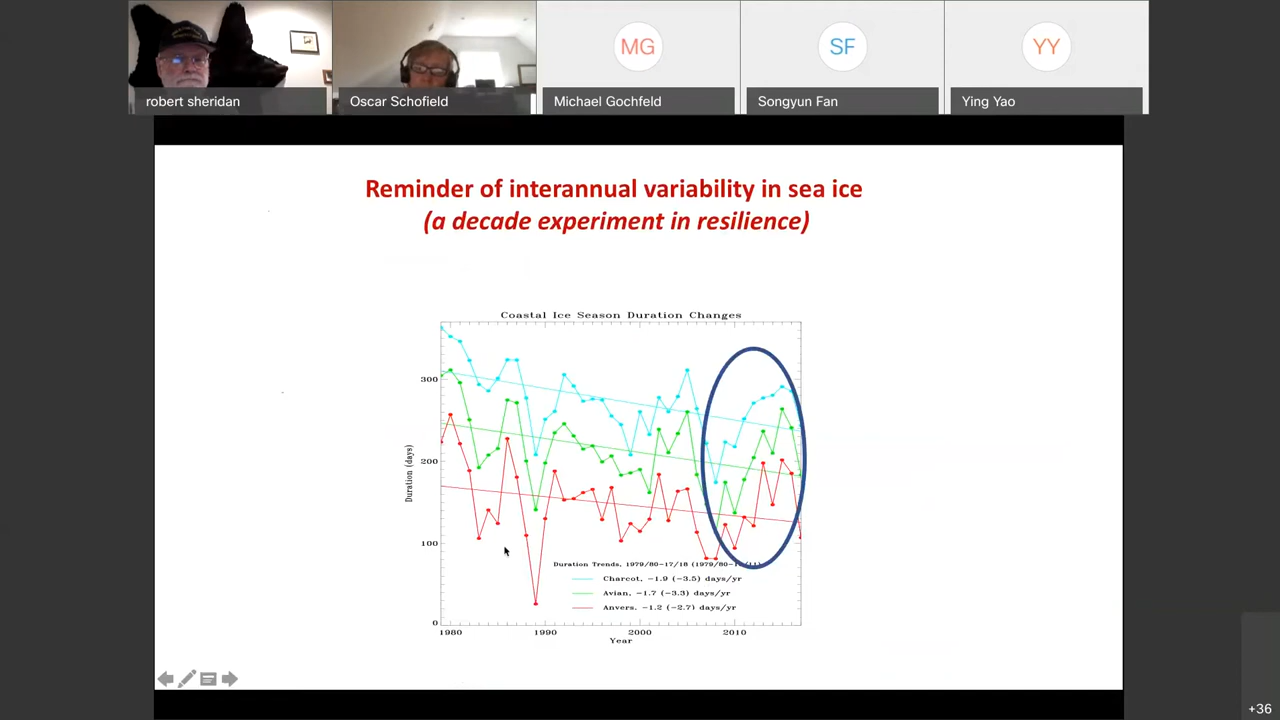 robert sheridan
Oscar Schofield
MG
Michael Gochfeld
SF
Songyun Fan
YY
Ying Yao
Reminder of interannual variability in sea ice
(a decade experiment in resilience)
Coastal Ice Season Duration Changes
300
200
100
0
Duration (days)
Duration Trends, 1979/80-17/18 (1979/80-
Charcot, -1.9 (-3.5) days/yr
Avian, -1.7 (-3.3) days/yr
Anvers. -1.2 (-2.7) days/yr
1980 1990 2000 2010
Year
+36